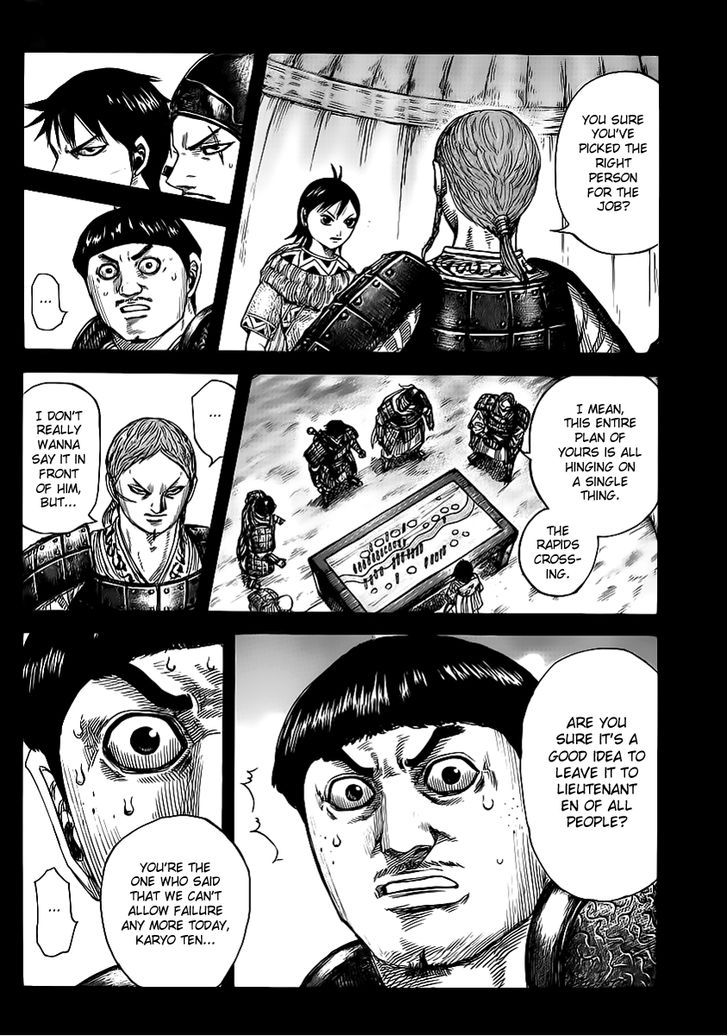 YOU SURE
YOU'VE
PICKED THE
RIGHT
PERSON
FOR THE
JOB?
...
I MEAN,
THIS ENTIRE
PLAN OF
YOURS IS ALL
HINGING ON
A SINGLE
THING.
THE
RAPIDS
CROSS-
ING.
...
I DON'T
REALLY
WANNA
SAY IT IN
FRONT
OF HIM,
BUT...
ARE YOU
SURE IT'S A
GOOD IDEA TO
LEAVE IT TO
LIEUTENANT
EN OF ALL
PEOPLE?
YOU'RE THE
ONE WHO SAID
THAT WE CAN'T
ALLOW FAILURE
ANY MORE TODAY,
KARYO TEN...
...